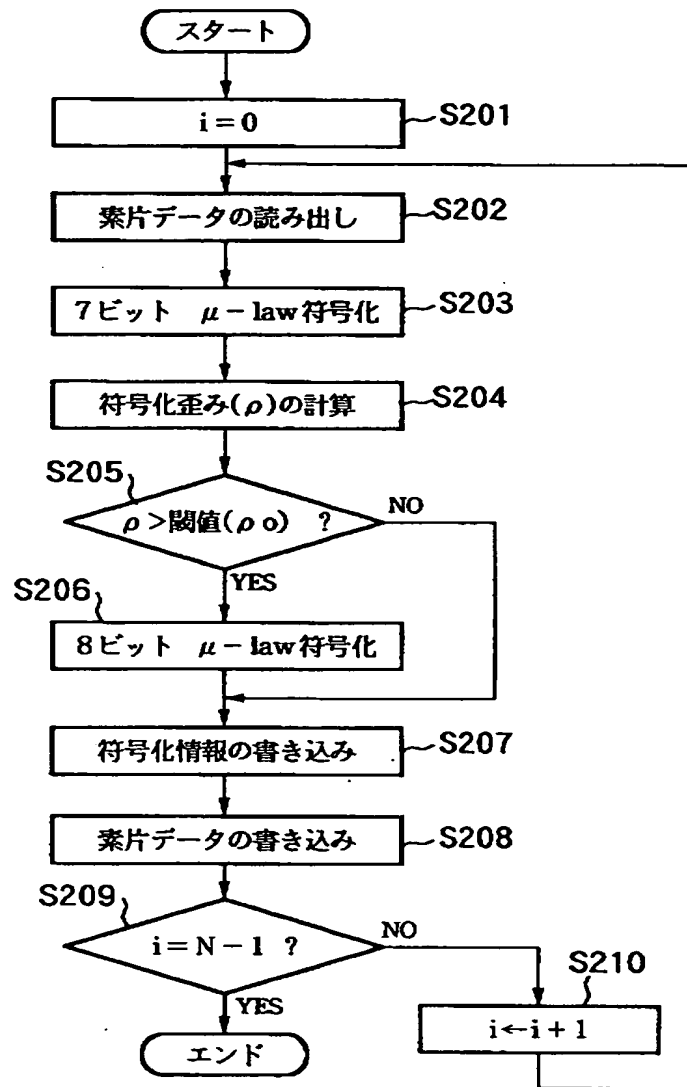 スタート
i=0
S201
素片データの読み出し
S202
7ビット μ-law符号化
S203
符号化歪み(ρ)の計算
S204
S205
ρ>閾値(ρo) ?
NO
YES
S206
8ビット μ-law符号化
符号化情報の書き込み
S207
素片データの書き込み
S208
S209
i=N-1 ?
NO
YES
S210
i←i+1
エンド